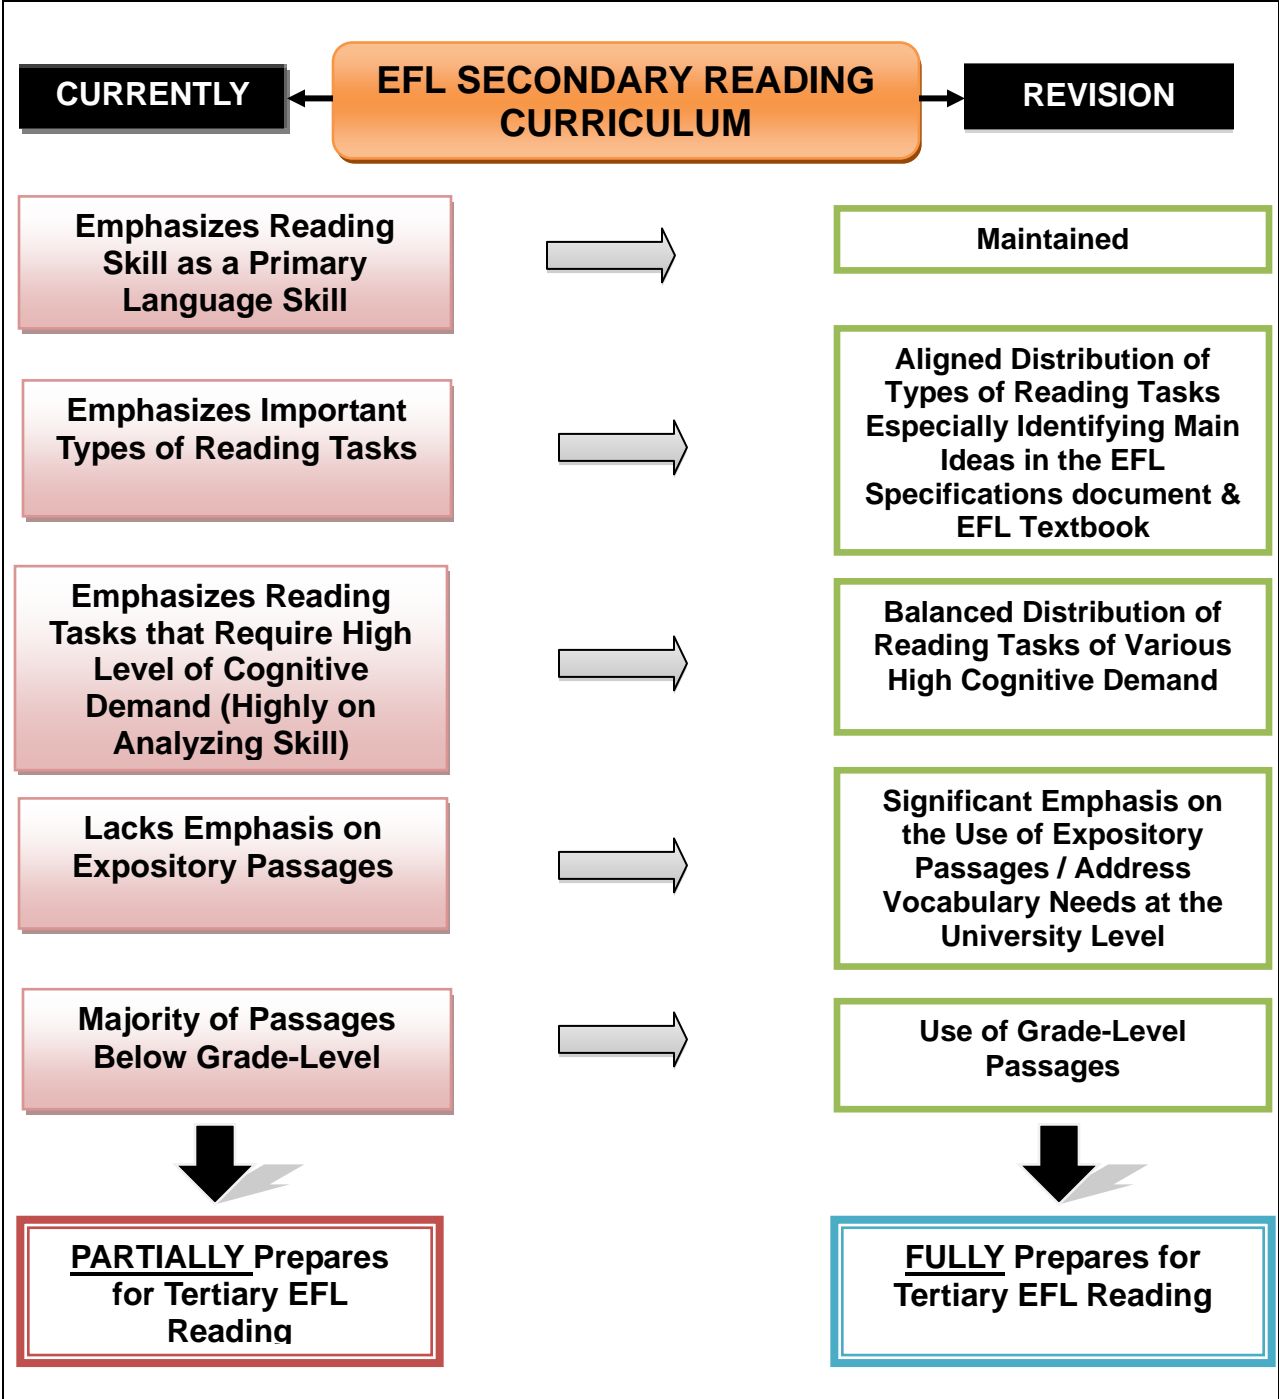 CURRENTLY
EFL SECONDARY READING
CURRICULUM
REVISION
Emphasizes Reading
Skill as a Primary
Language Skill
Maintained
Emphasizes Important
Types of Reading Tasks
Aligned Distribution of
Types of Reading Tasks
Especially Identifying Main
Ideas in the EFL
Specifications document &
EFL Textbook
Emphasizes Reading
Tasks that Require High
Level of Cognitive
Demand (Highly on
Analyzing Skill)
Balanced Distribution of
Reading Tasks of Various
High Cognitive Demand
Lacks Emphasis on
Expository Passages
Significant Emphasis on
the Use of Expository
Passages / Address
Vocabulary Needs at the
University Level
Majority of Passages
Below Grade-Level
Use of Grade-Level
Passages
PARTIALLY Prepares
for Tertiary EFL
Reading
FULLY Prepares for
Tertiary EFL Reading